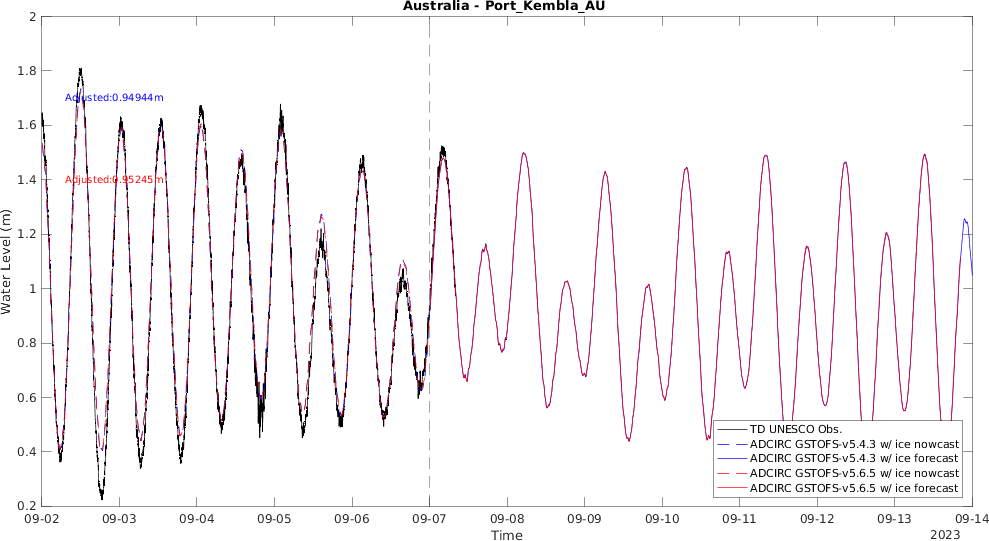 Australia - Port_Kembla_AU
2
1.8
1.6
1.4
1.2
1
0.8
0.6
0.4
0.2
Water Level (m)
Adjusted:0.94944m
Adjusted:0.95245m
TD UNESCO Obs.
ADCIRC GSTOFS-v5.4.3 w/ ice nowcast
ADCIRC GSTOFS-v5.4.3 w/ ice forecast
ADCIRC GSTOFS-v5.6.5 w/ ice nowcast
ADCIRC GSTOFS-v5.6.5 w/ ice forecast
09-02 09-03 09-04 09-05 09-06 09-07 09-08 09-09 09-10 09-11 09-12 09-13 09-14
Time
2023